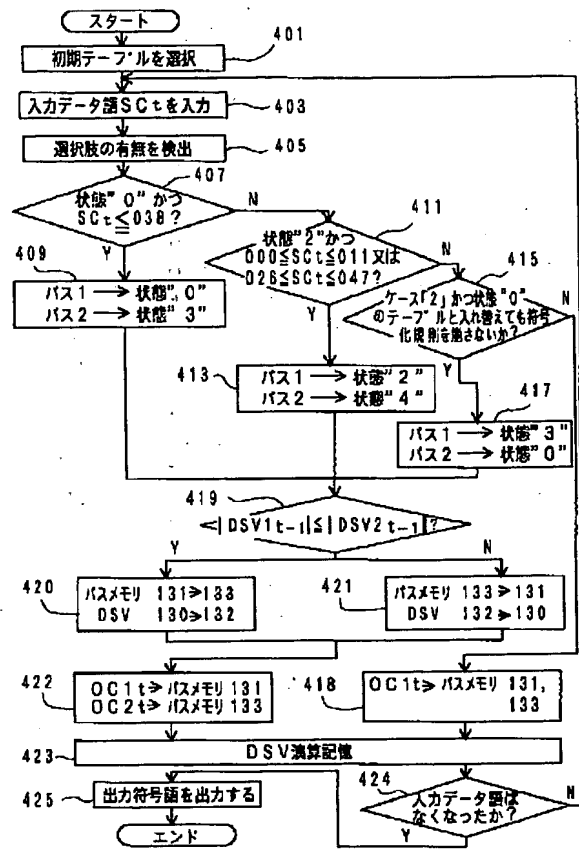 スタート
401
初期テーブルを選択
403
入力データ語SCtを入力
405
選択肢の有無を検出
407
状態"0"かつ
SCt≦038?
N
Y
409
パス1 → 状態"0"
パス2 → 状態"3"
411
状態"2"かつ
000≦SCt≦011又は
026≦SCt≦047?
N
Y
413
パス1 → 状態"2"
パス2 → 状態"4"
415
ケース「2」かつ状態"0"
のテーブルと入れ替えても符号
化規則を崩さないか?
N
Y
417
パス1 → 状態"3"
パス2 → 状態"0"
419
|DSV1t-1|≦|DSV2t-1|?
Y
N
420
パスメモリ 131⇒133
DSV 130⇒132
421
パスメモリ 133⇒131
DSV 132⇒130
422
OC1t⇒パスメモリ131
OC2t⇒パスメモリ133
418
OC1t⇒パスメモリ131,
133
423
DSV演算記憶
424
入力データ語は
なくなったか?
N
Y
425
出力符号語を出力する
エンド